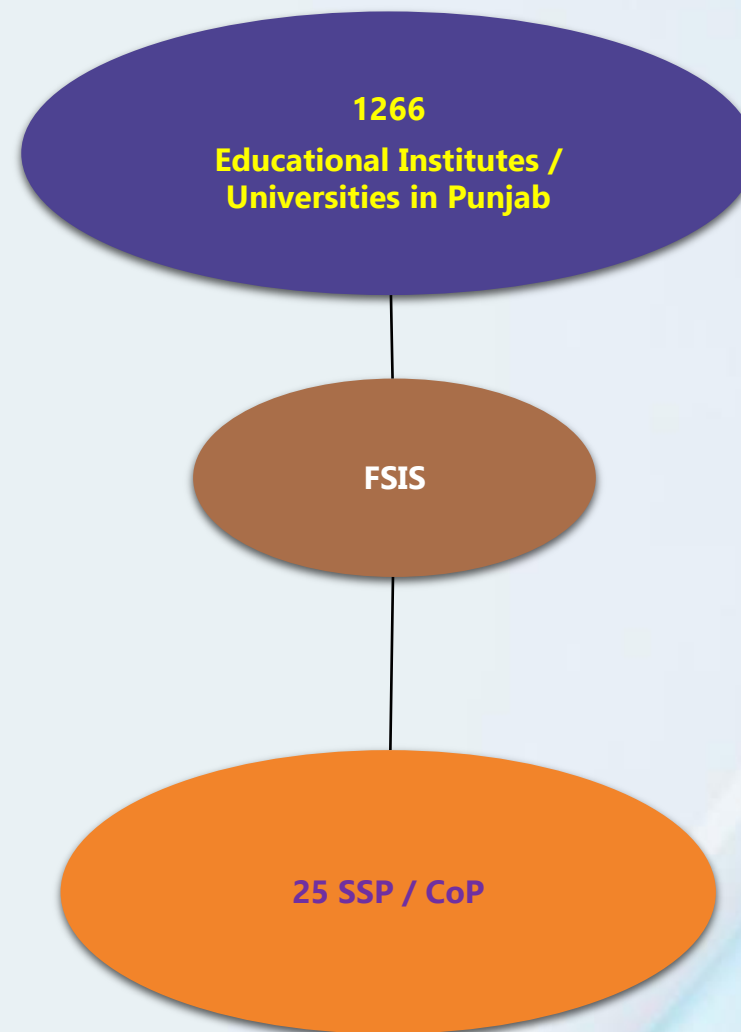 1266
Educational Institutes /
Universities in Punjab
FSIS
25 SSP / CoP